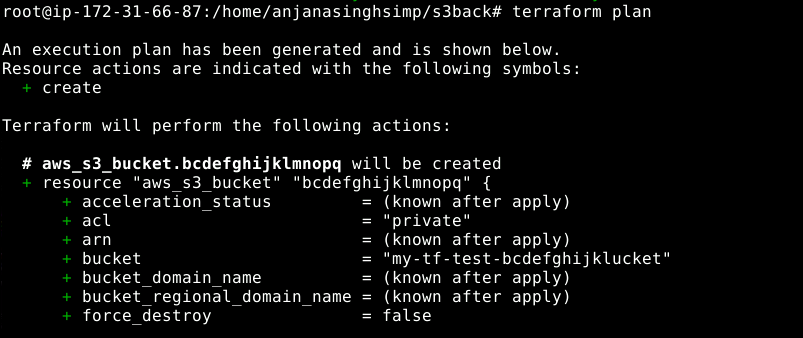 root@ip-172-31-66-87:/home/anjanasinghsimp/s3back# terraform plan
An execution plan has been generated and is shown below.
Resource actions are indicated with the following symbols:
+ create
Terraform will perform the following actions:
# aws_s3_bucket.bcdefghijklmnopq will be created
+ resource "aws_s3_bucket" "bcdefghijklmnopq" {
+ acceleration_status = (known after apply)
+ acl = "private"
+ arn = (known after apply)
+ bucket = "my-tf-test-bcdefghijklucket"
+ bucket_domain_name = (known after apply)
+ bucket_regional_domain_name = (known after apply)
+ force_destroy = false